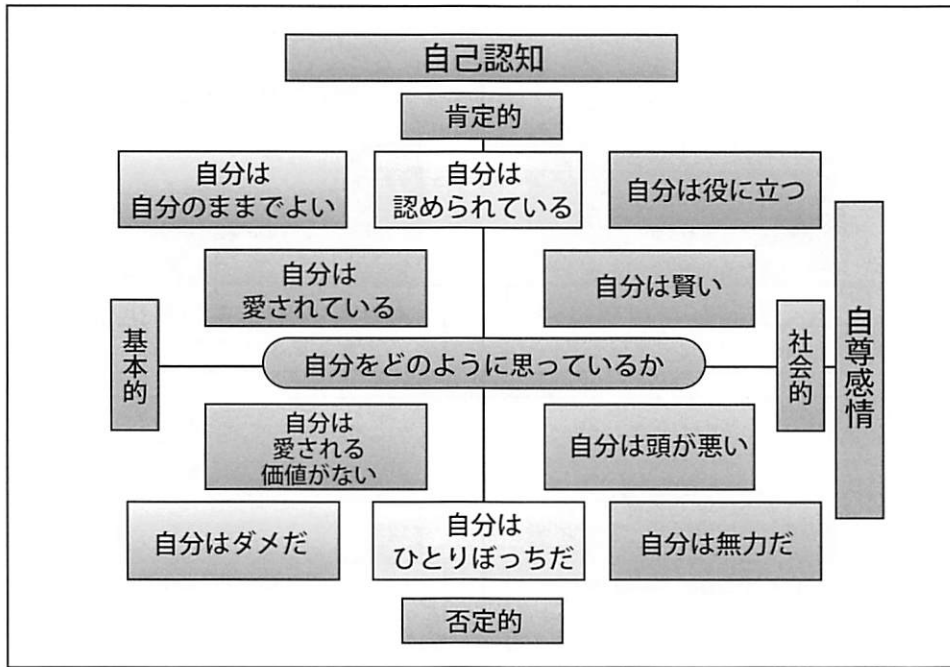 自己認知
肯定的
自分は
自分のままでよい
自分は
認められている
自分は役に立つ
自分は
愛されている
自分は賢い
基本的
自分をどのように思っているか
社会的
自尊感情
自分は
愛される
価値がない
自分は頭が悪い
自分はダメだ
自分は
ひとりぼっちだ
自分は無力だ
否定的